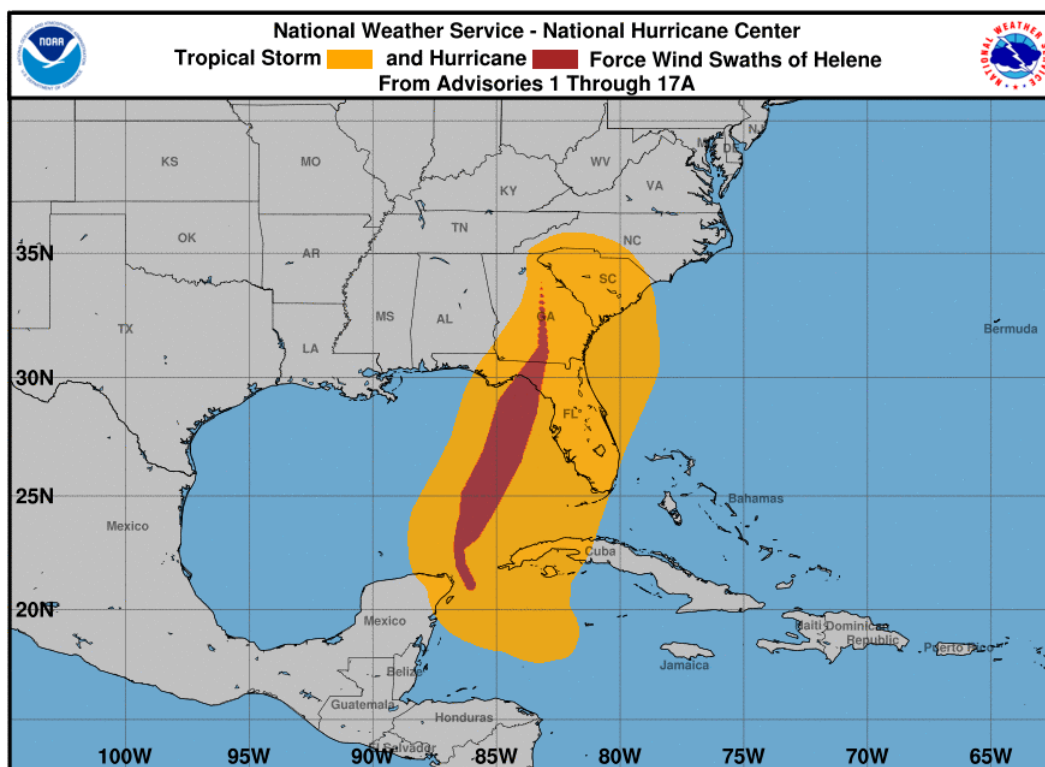 National Weather Service - National Hurricane Center
Tropical Storm and Hurricane Force Wind Swaths of Helene
From Advisories 1 Through 17A
NOAA
NJ
DE
WV
KS
MO
KY
VA
TN
NC
OK
AR
35N
SC
MS
AL
GA
TX
Bermuda
LA
30N
FL
25N
Mexico
Bahamas
Cuba
20N
Mexico
Haiti
Dominican
Republic
Puerto Rico
Jamaica
Belize
Guatemala
Honduras
El Salvador
100W 95W 90W 85W 80W 75W 70W 65W